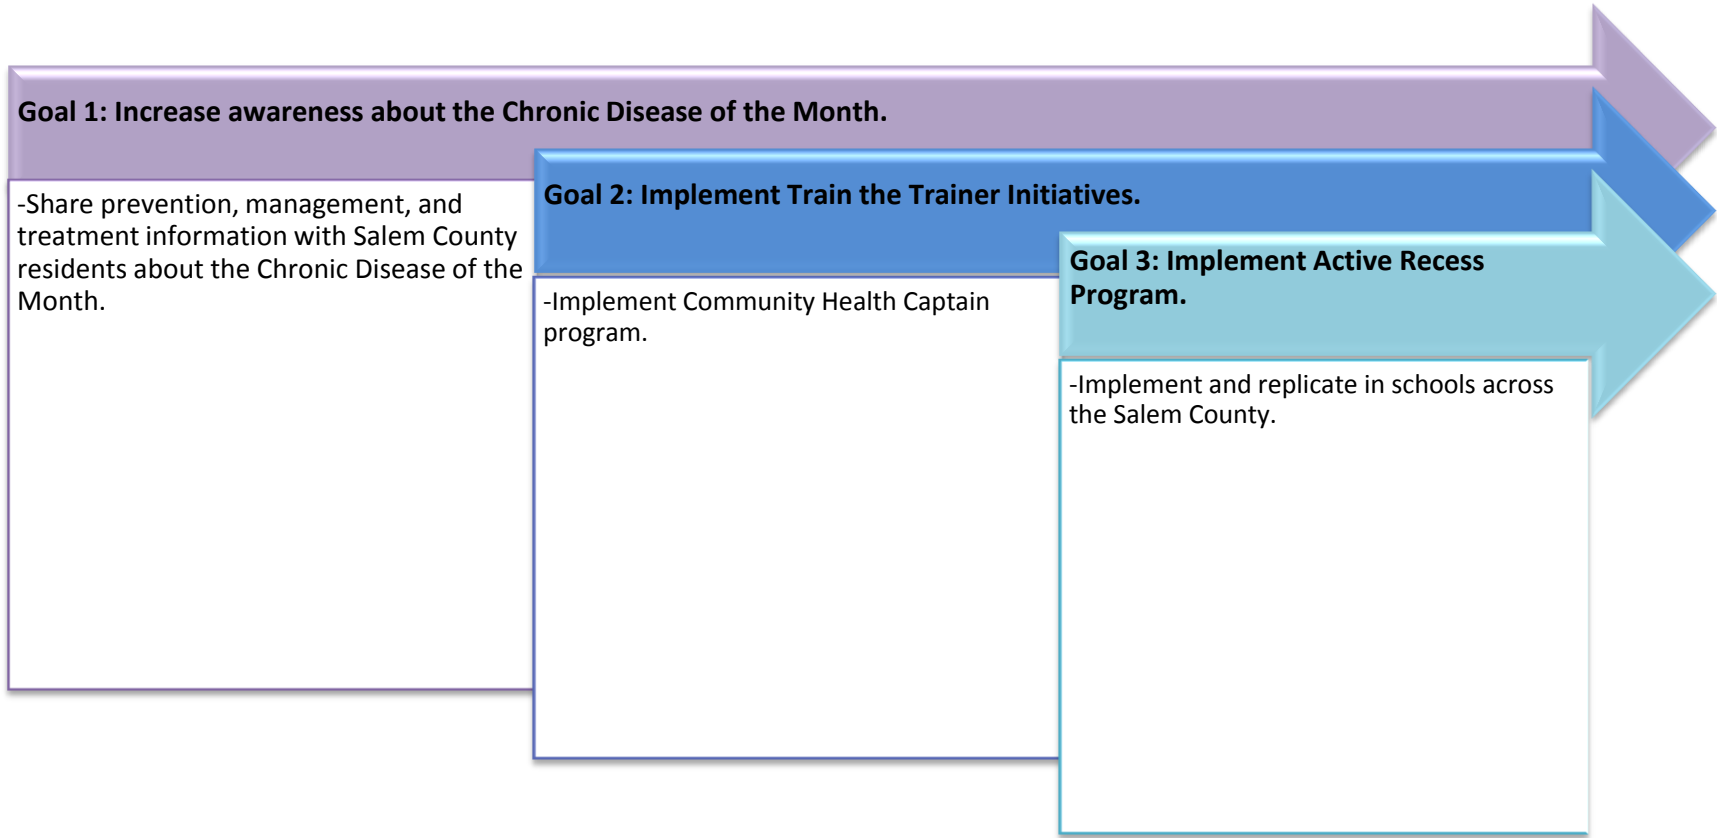 Goal 1: Increase awareness about the Chronic Disease of the Month.
-Share prevention, management, and
treatment information with Salem County
residents about the Chronic Disease of the
Month.
Goal 2: Implement Train the Trainer Initiatives.
-Implement Community Health Captain
program.
Goal 3: Implement Active Recess
Program.
-Implement and replicate in schools across
the Salem County.